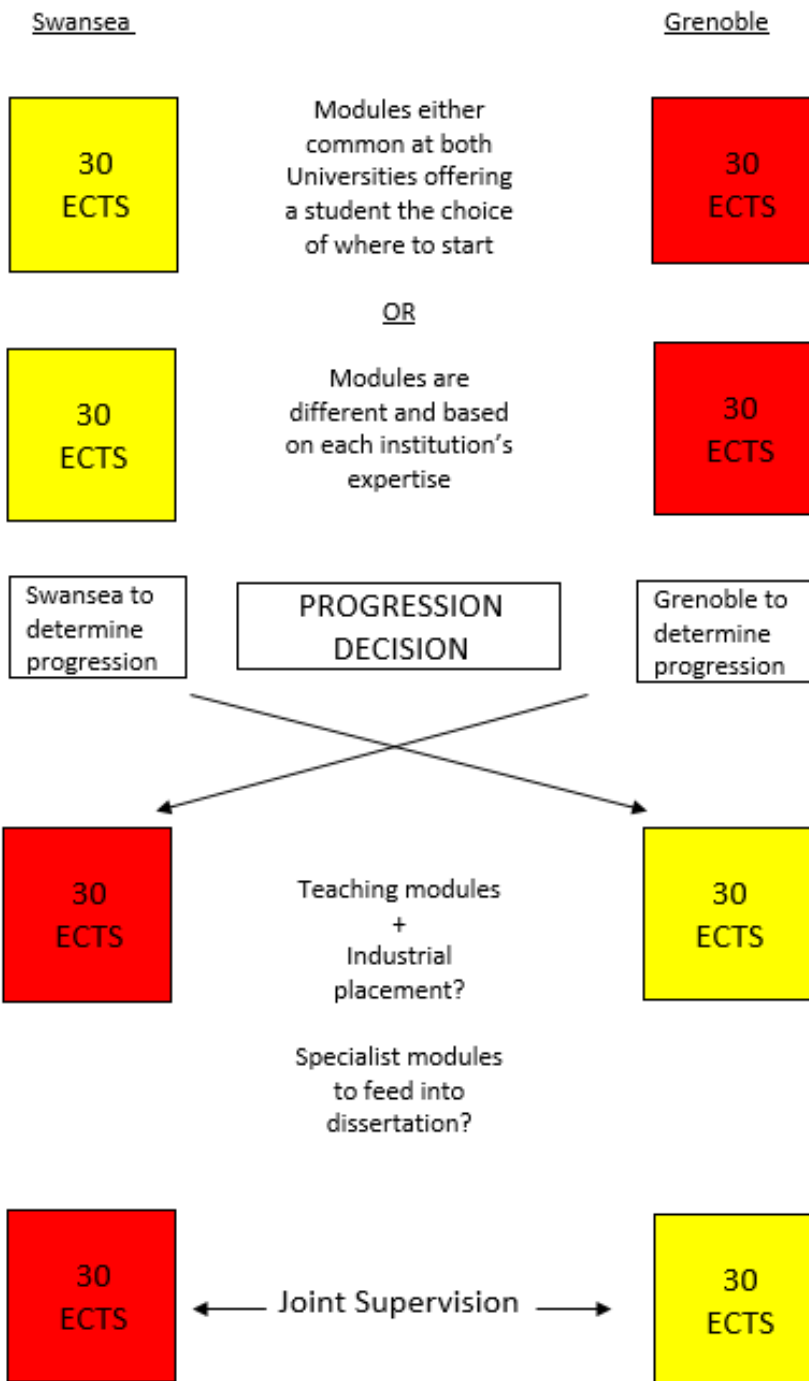 Swansea
Grenoble
30
ECTS
Modules either
common at both
Universities offering
a student the choice
of where to start
30
ECTS
OR
30
ECTS
Modules are
different and based
on each institution's
expertise
30
ECTS
Swansea to
determine
progression
PROGRESSION
DECISION
Grenoble to
determine
progression
30
ECTS
Teaching modules
+
Industrial
placement?
Specialist modules
to feed into
dissertation?
30
ECTS
30
ECTS
Joint Supervision
30
ECTS